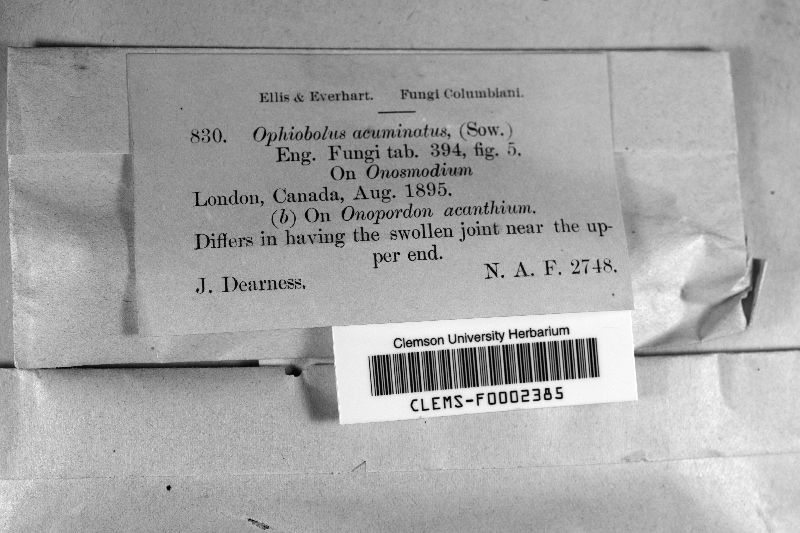 Ellis & Everhart. Fungi Columbiani.
830. Ophiobolus acuminatus, (Sow.)
Eng. Fungi tab. 394, fig. 5.
On Onosmodium
London, Canada, Aug. 1895.
(b) On Onopordon acanthium.
Differs in having the swollen joint near the up-
per end.
J. Dearness. N. A. F. 2748.
Clemson University Herbarium
CLEMS-F0002385